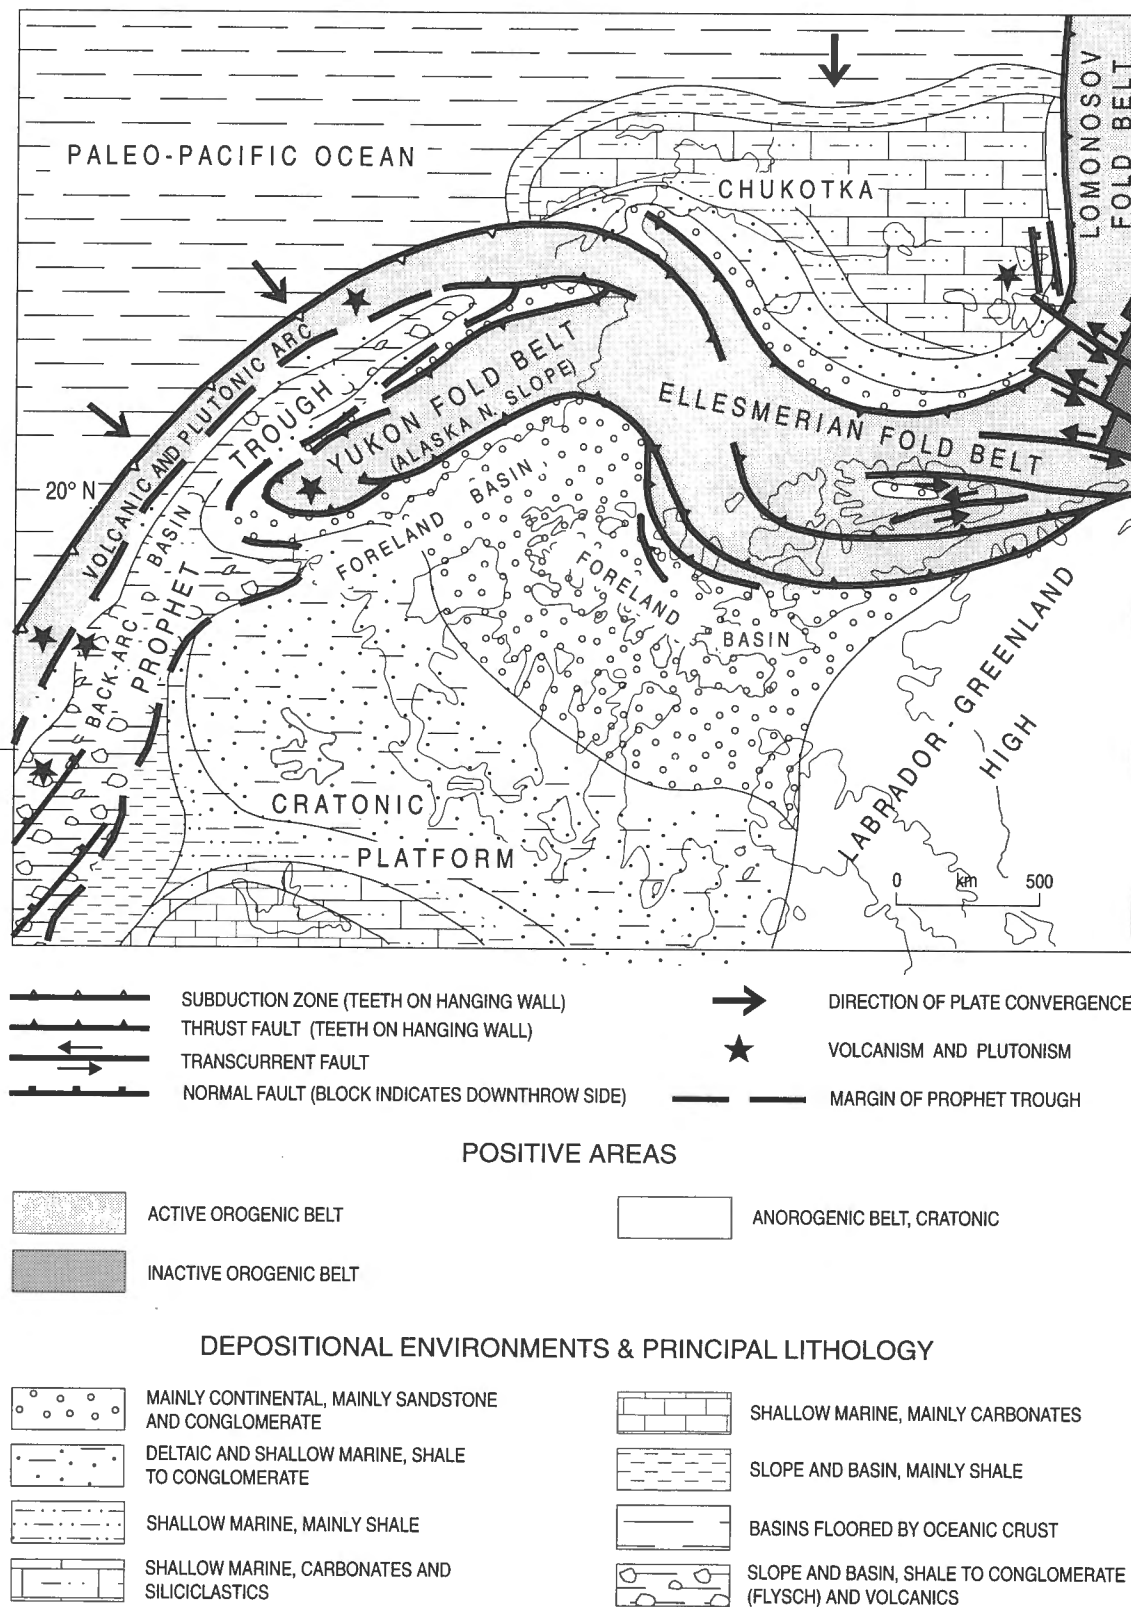 PALEO-PACIFIC OCEAN
CHUKOTKA
LOMONOSOV
FOLD BELT
VOLCANIC AND PLUTONIC ARC
TROUGH
YUKON FOLD BELT
(ALASKA N. SLOPE)
ELLESMERIAN FOLD BELT
20° N
BASIN
FORELAND
BASIN
FORELAND
BASIN
BACK-ARC
PROPHET
LABRADOR-GREENLAND
HIGH
CRATONIC
PLATFORM
0 km 500
SUBDUCTION ZONE (TEETH ON HANGING WALL)
DIRECTION OF PLATE CONVERGENCE
THRUST FAULT (TEETH ON HANGING WALL)
TRANSCURRENT FAULT
VOLCANISM AND PLUTONISM
NORMAL FAULT (BLOCK INDICATES DOWNTHROW SIDE)
MARGIN OF PROPHET TROUGH
POSITIVE AREAS
ACTIVE OROGENIC BELT
ANOROGENIC BELT, CRATONIC
INACTIVE OROGENIC BELT
DEPOSITIONAL ENVIRONMENTS & PRINCIPAL LITHOLOGY
MAINLY CONTINENTAL, MAINLY SANDSTONE
AND CONGLOMERATE
DELTAIC AND SHALLOW MARINE, SHALE
TO CONGLOMERATE
SHALLOW MARINE, MAINLY SHALE
SHALLOW MARINE, CARBONATES AND
SILICICLASTICS
SHALLOW MARINE, MAINLY CARBONATES
SLOPE AND BASIN, MAINLY SHALE
BASINS FLOORED BY OCEANIC CRUST
SLOPE AND BASIN, SHALE TO CONGLOMERATE
(FLYSCH) AND VOLCANICS